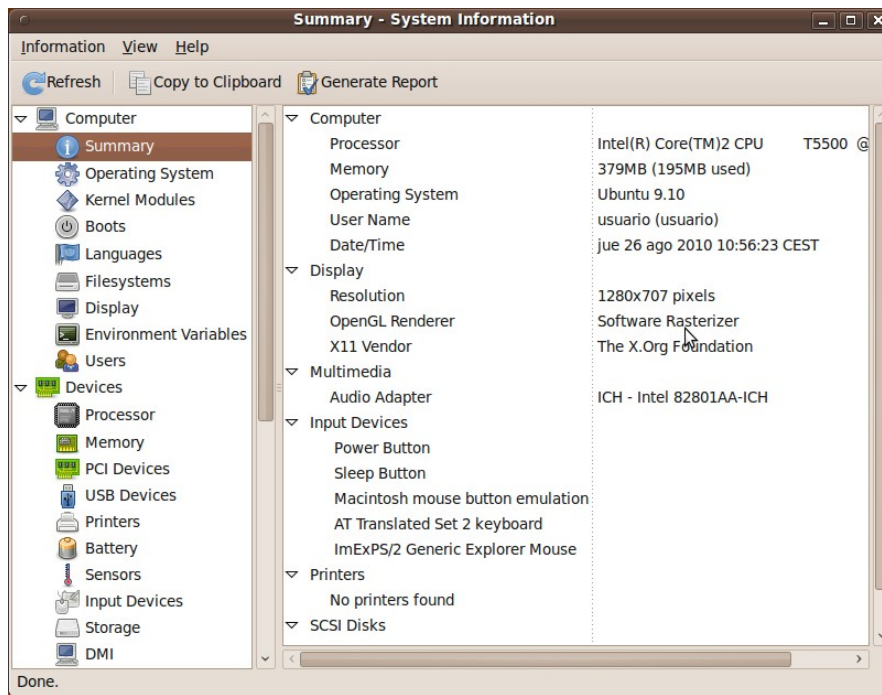 Summary - System Information
Information View Help
Refresh Copy to Clipboard Generate Report
Computer
Summary
Operating System
Kernel Modules
Boots
Languages
Filesystems
Display
Environment Variables
Users
Devices
Processor
Memory
PCI Devices
USB Devices
Printers
Battery
Sensors
Input Devices
Storage
DMI
Computer
Processor Intel(R) Core(TM)2 CPU T5500 @
Memory 379MB (195MB used)
Operating System Ubuntu 9.10
User Name usuario (usuario)
Date/Time jue 26 ago 2010 10:56:23 CEST
Display
Resolution 1280x707 pixels
OpenGL Renderer Software Rasterizer
X11 Vendor The X.Org Foundation
Multimedia
Audio Adapter ICH - Intel 82801AA-ICH
Input Devices
Power Button
Sleep Button
Macintosh mouse button emulation
AT Translated Set 2 keyboard
ImExPS/2 Generic Explorer Mouse
Printers
No printers found
SCSI Disks
Done.